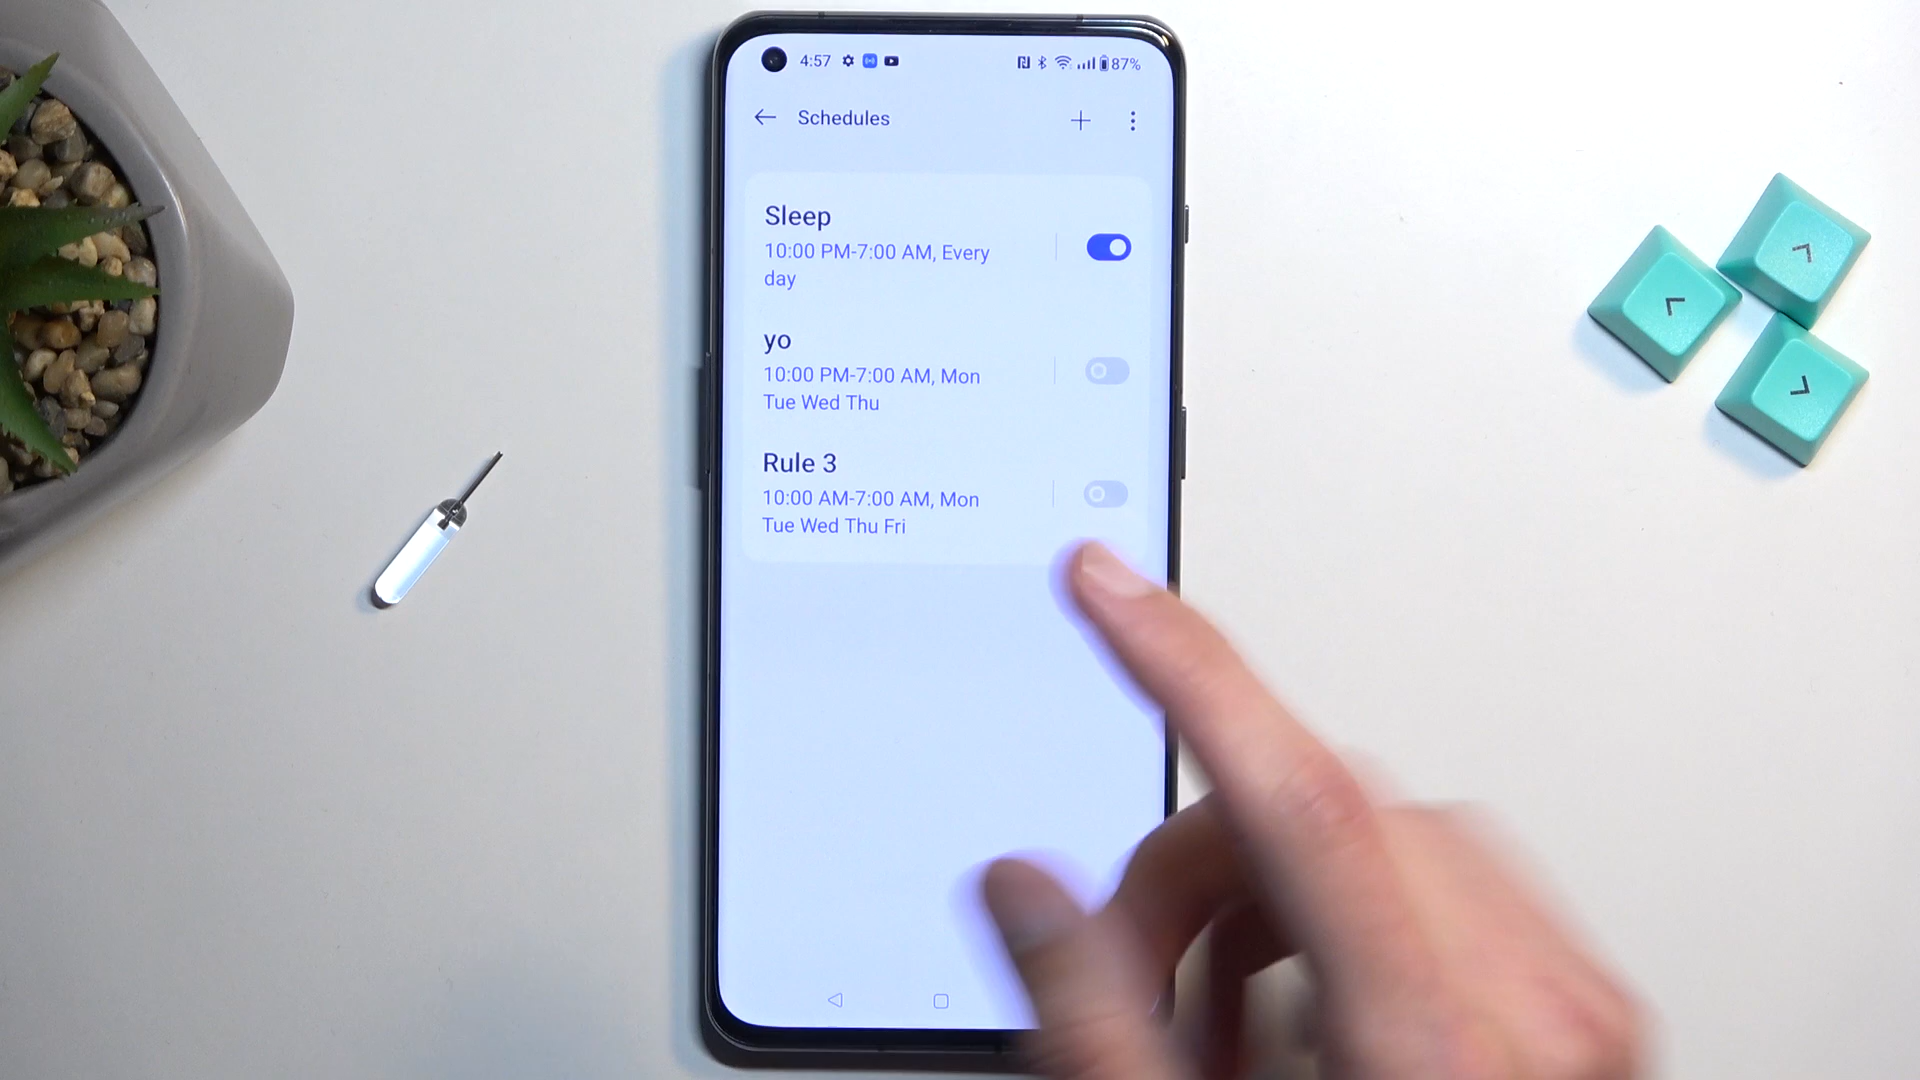 4:57
87%
Schedules
Sleep
10:00 PM-7:00 AM, Every
day
yo
10:00 PM-7:00 AM, Mon
Tue Wed Thu
Rule 3
10:00 AM-7:00 AM, Mon
Tue Wed Thu Fri